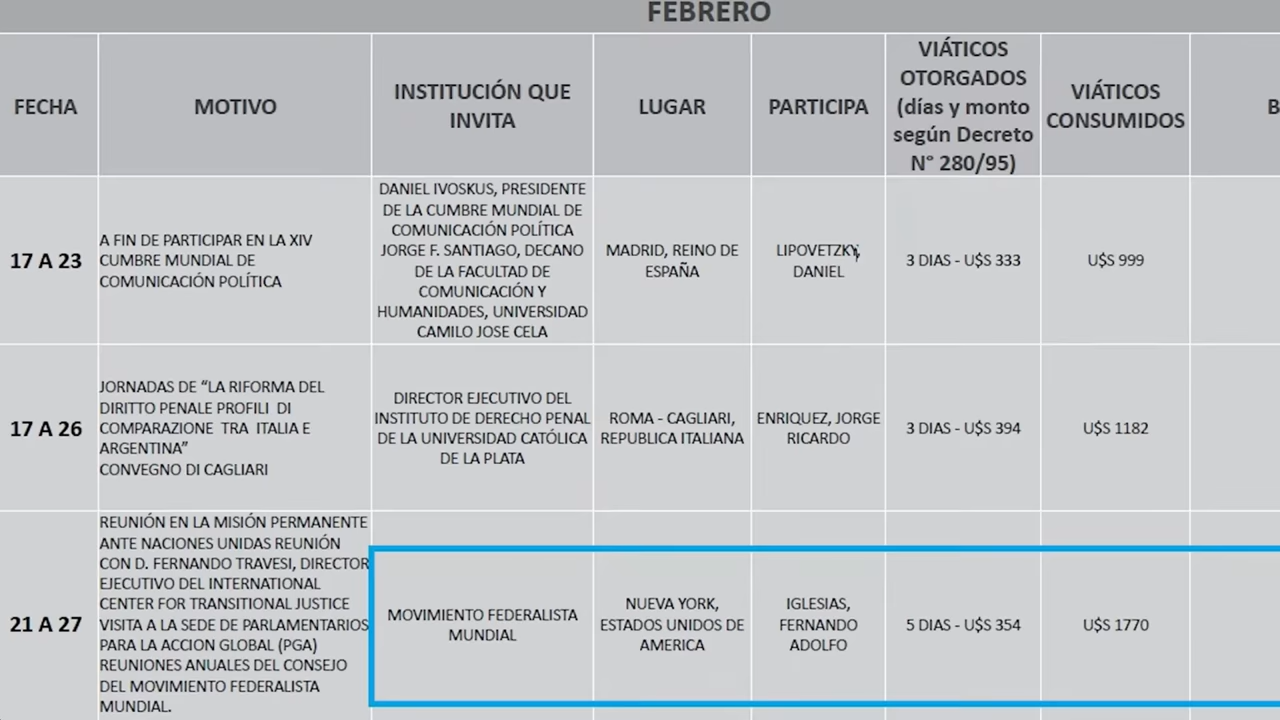 FEBRERO
FECHA
MOTIVO
INSTITUCIÓN QUE
INVITA
LUGAR
PARTICIPA
VIÁTICOS
OTORGADOS
(días y monto
según Decreto
N° 280/95)
VIÁTICOS
CONSUMIDOS
B
17 A 23
A FIN DE PARTICIPAR EN LA XIV
CUMBRE MUNDIAL DE
COMUNICACIÓN POLÍTICA
DANIEL IVOSKUS, PRESIDENTE
DE LA CUMBRE MUNDIAL DE
COMUNICACIÓN POLÍTICA
JORGE F. SANTIAGO, DECANO
DE LA FACULTAD DE
COMUNICACIÓN Y
HUMANIDADES, UNIVERSIDAD
CAMILO JOSE CELA
MADRID, REINO DE
ESPAÑA
LIPOVETZKY,
DANIEL
3 DIAS - U$S 333
U$S 999
17 A 26
JORNADAS DE “LA RIFORMA DEL
DIRITTO PENALE PROFILI DI
COMPARAZIONE TRA ITALIA E
ARGENTINA”
CONVEGNO DI CAGLIARI
DIRECTOR EJECUTIVO DEL
INSTITUTO DE DERECHO PENAL
DE LA UNIVERSIDAD CATÓLICA
DE LA PLATA
ROMA - CAGLIARI,
REPUBLICA ITALIANA
ENRIQUEZ, JORGE
RICARDO
3 DIAS - U$S 394
U$S 1182
21 A 27
REUNIÓN EN LA MISIÓN PERMANENTE
ANTE NACIONES UNIDAS REUNIÓN
CON D. FERNANDO TRAVESI, DIRECTOR
EJECUTIVO DEL INTERNATIONAL
CENTER FOR TRANSITIONAL JUSTICE
VISITA A LA SEDE DE PARLAMENTARIOS
PARA LA ACCION GLOBAL (PGA)
REUNIONES ANUALES DEL CONSEJO
DEL MOVIMIENTO FEDERALISTA
MUNDIAL.
MOVIMIENTO FEDERALISTA
MUNDIAL
NUEVA YORK,
ESTADOS UNIDOS DE
AMERICA
IGLESIAS,
FERNANDO
ADOLFO
5 DIAS - U$S 354
U$S 1770